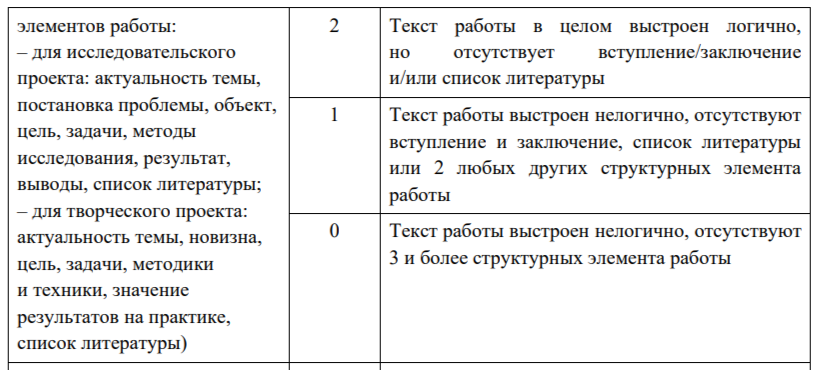 элементов работы:
– для исследовательского
проекта: актуальность темы,
постановка проблемы, объект,
цель, задачи, методы
исследования, результат,
выводы, список литературы;
– для творческого проекта:
актуальность темы, новизна,
цель, задачи, методики
и техники, значение
результатов на практике,
список литературы)
2
Текст работы в целом выстроен логично,
но отсутствует вступление/заключение
и/или список литературы
1
Текст работы выстроен нелогично, отсутствуют
вступление и заключение, список литературы
или 2 любых других структурных элемента
работы
0
Текст работы выстроен нелогично, отсутствуют
3 и более структурных элемента работы